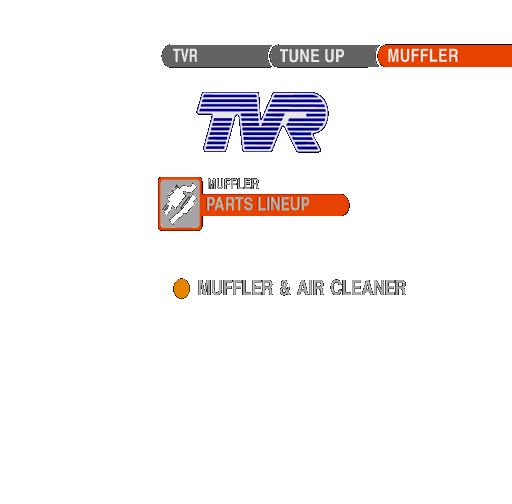 TVR TUNE UP MUFFLER
TVR
MUFFLER
PARTS LINEUP
MUFFLER & AIR CLEANER